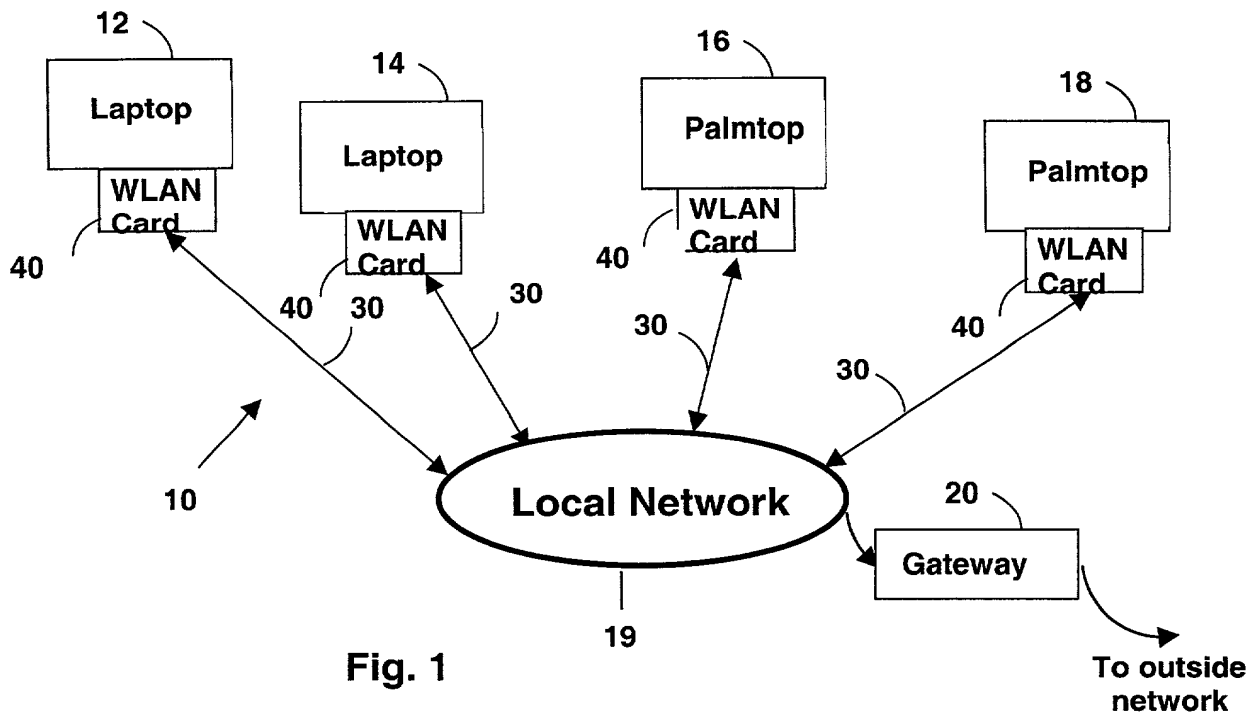 12
14
16
18
Laptop
Laptop
Palmtop
Palmtop
WLAN
Card
WLAN
Card
WLAN
Card
WLAN
Card
40
40
40
40
30
30
30
30
10
Local Network
20
Gateway
19
To outside
network
Fig. 1